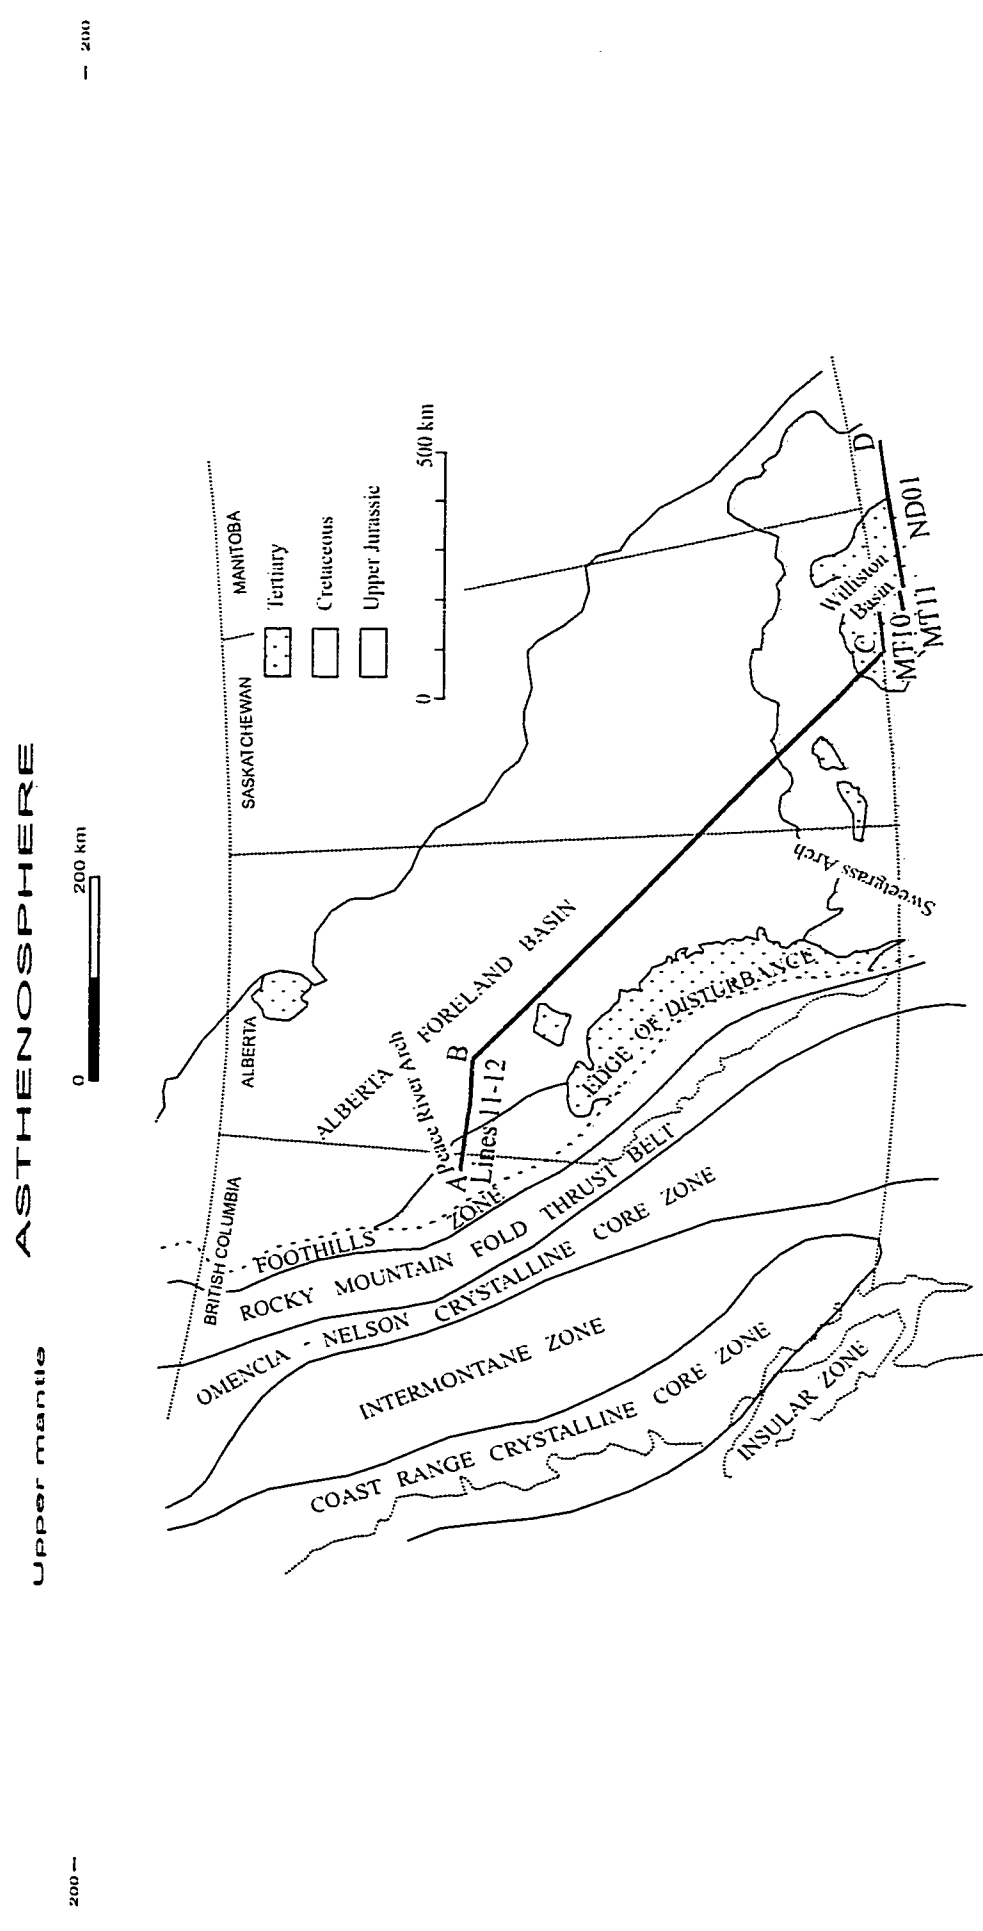 — 200
200 —
Upper mantle
ASTHENOSPHERE
0
200 km
BRITISH COLUMBIA
ALBERTA
SASKATCHEWAN
MANITOBA
Tertiary
Cretaceous
Upper Jurassic
0
500 km
ALBERTA FORELAND BASIN
Peace River Arch
A
B
Lines 11-12
FOOTHILLS ZONE
EDGE OF DISTURBANCE
ROCKY MOUNTAIN FOLD THRUST BELT
OMENCIA - NELSON CRYSTALLINE CORE ZONE
INTERMONTANE ZONE
COAST RANGE CRYSTALLINE CORE ZONE
INSULAR ZONE
Sweetgrass Arch
Williston
Basin
C
D
MT10
MT11
ND01